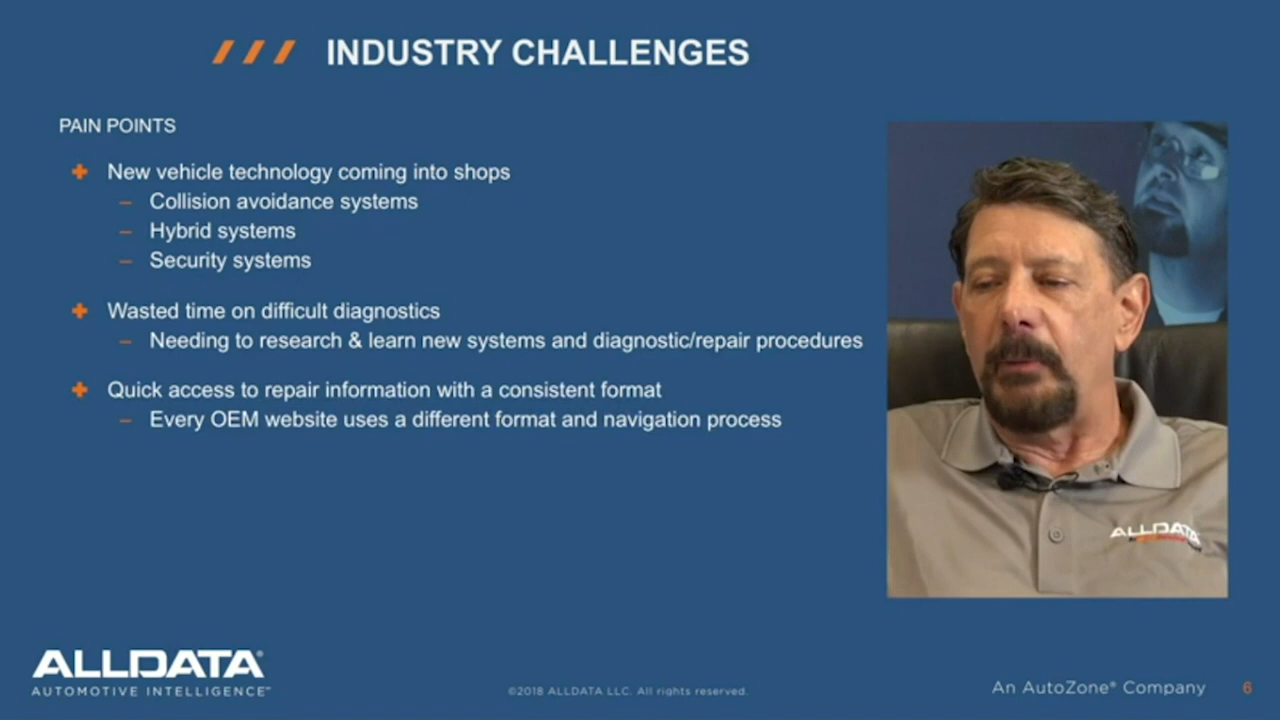 INDUSTRY CHALLENGES
PAIN POINTS
New vehicle technology coming into shops
– Collision avoidance systems
– Hybrid systems
– Security systems
Wasted time on difficult diagnostics
– Needing to research & learn new systems and diagnostic/repair procedures
Quick access to repair information with a consistent format
– Every OEM website uses a different format and navigation process
ALLDATA
ALLDATA®
AUTOMOTIVE INTELLIGENCE™
©2018 ALLDATA LLC. All rights reserved.
An AutoZone® Company
6